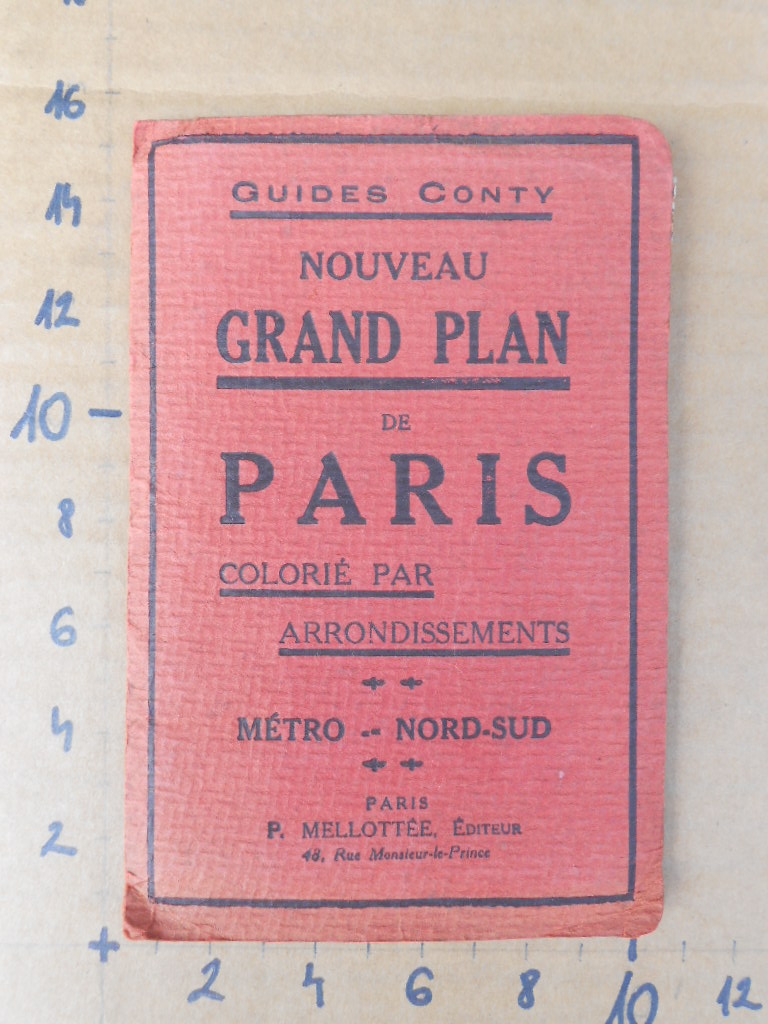 16
14
12
10
8
6
4
2
GUIDES CONTY
NOUVEAU
GRAND PLAN
DE
PARIS
COLORIÉ PAR
ARRONDISSEMENTS
MÉTRO -- NORD-SUD
PARIS
P. MELLOTTÉE, ÉDITEUR
48, Rue Monsieur-le-Prince
2 4 6 8 10 12